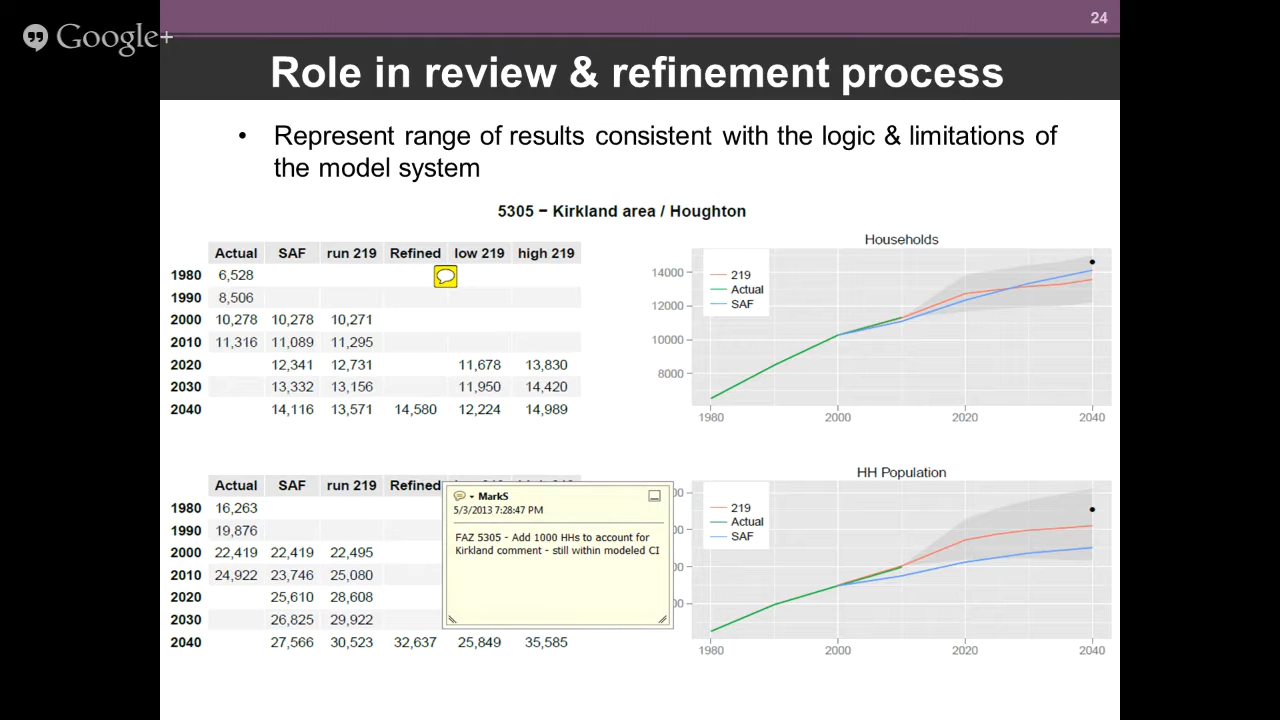 24
Google+
Role in review & refinement process
• Represent range of results consistent with the logic & limitations of
the model system
5305 − Kirkland area / Houghton
Actual SAF run 219 Refined low 219 high 219
1980 6,528
1990 8,506
2000 10,278 10,278 10,271
2010 11,316 11,089 11,295
2020 12,341 12,731 11,678 13,830
2030 13,332 13,156 11,950 14,420
2040 14,116 13,571 14,580 12,224 14,989
Households
219
Actual
SAF
14000
12000
10000
8000
1980 2000 2020 2040
Actual SAF run 219 Refined
1980 16,263
1990 19,876
2000 22,419 22,419 22,495
2010 24,922 23,746 25,080
2020 25,610 28,608
2030 26,825 29,922
2040 27,566 30,523 32,637 25,849 35,585
MarkS
5/3/2013 7:28:47 PM
FAZ 5305 - Add 1000 HHs to account for
Kirkland comment - still within modeled CI
HH Population
219
Actual
SAF
1980 2000 2020 2040